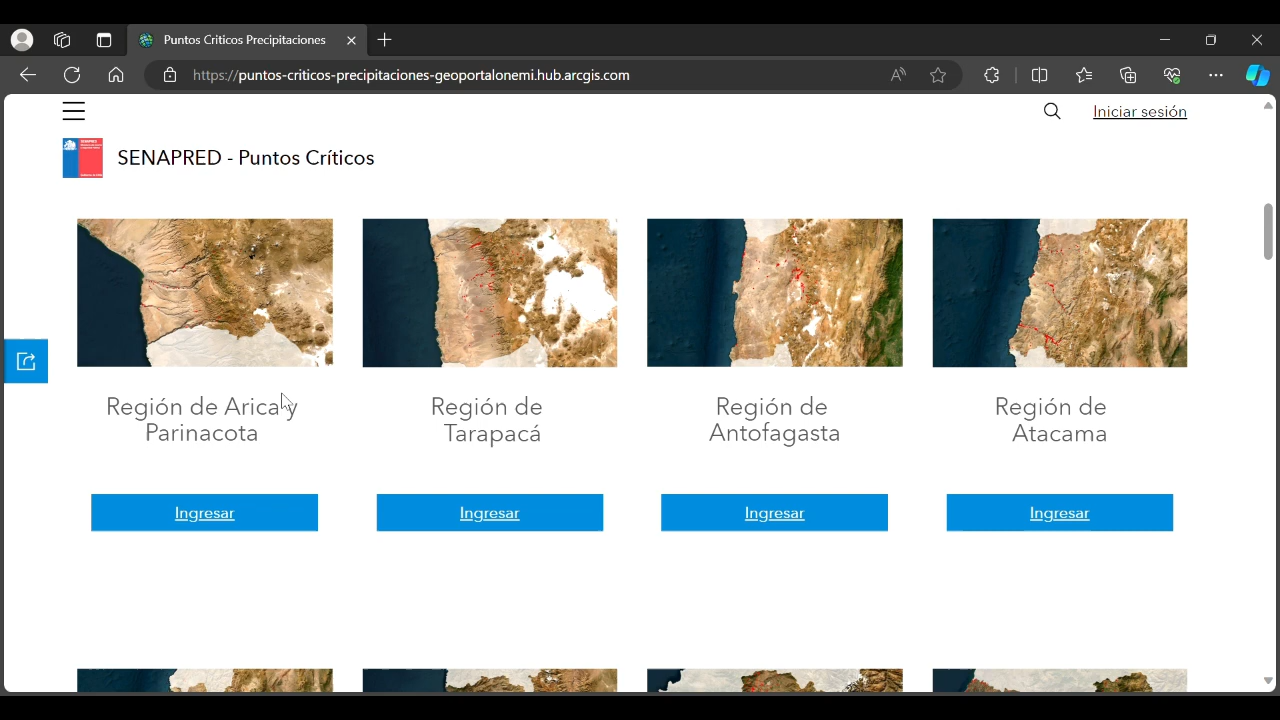 Puntos Criticos Precipitaciones
https://puntos-criticos-precipitaciones-geoportalonemi.hub.arcgis.com
Iniciar sesión
SENAPRED - Puntos Críticos
Región de Arica y
Parinacota
Región de
Tarapacá
Región de
Antofagasta
Región de
Atacama
Ingresar
Ingresar
Ingresar
Ingresar